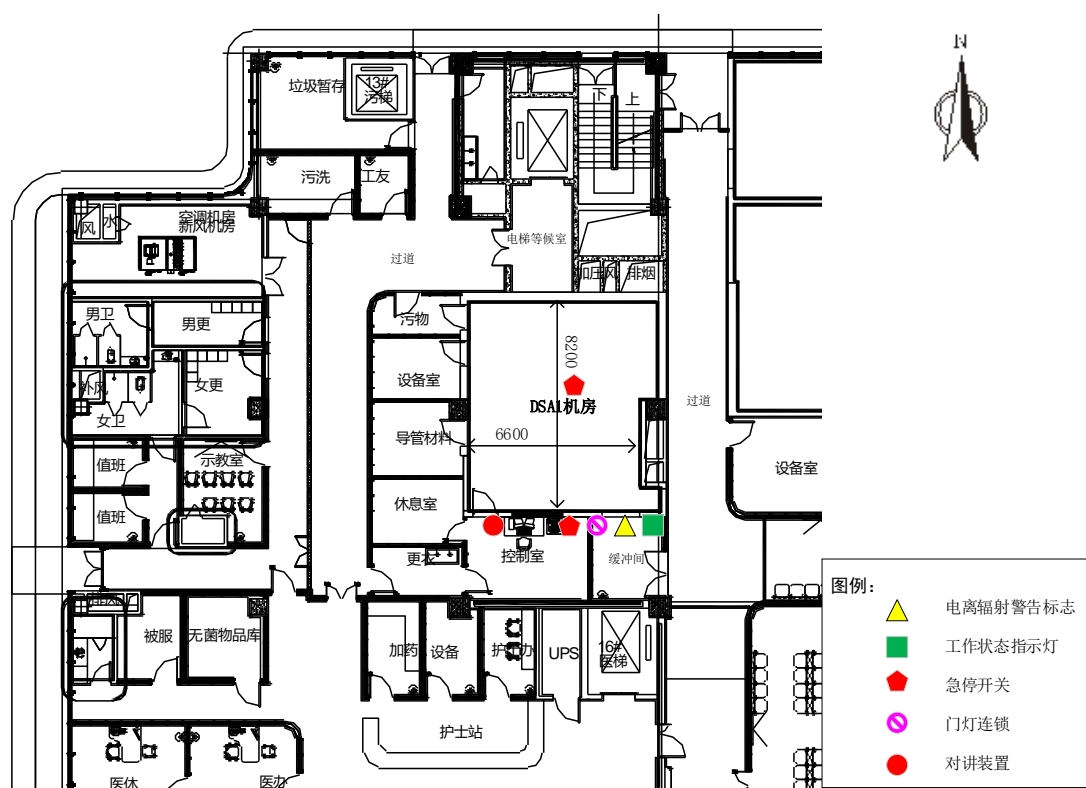 N
垃圾暂存
13#
污梯
下
上
污洗
工友
空调机房
新风机房
风
水
过道
电梯等候室
加压风
排烟
男卫
男更
污物
8200
设备室
补风
女更
DSA1机房
过道
女卫
6600
导管材料
值班
示教室
设备室
休息室
值班
控制室
更衣
缓冲间
图例：
排风
电离辐射警告标志
被服
无菌物品库
加药
设备
护士办
UPS
16#
医梯
工作状态指示灯
急停开关
护士站
门灯连锁
对讲装置
医休
医办